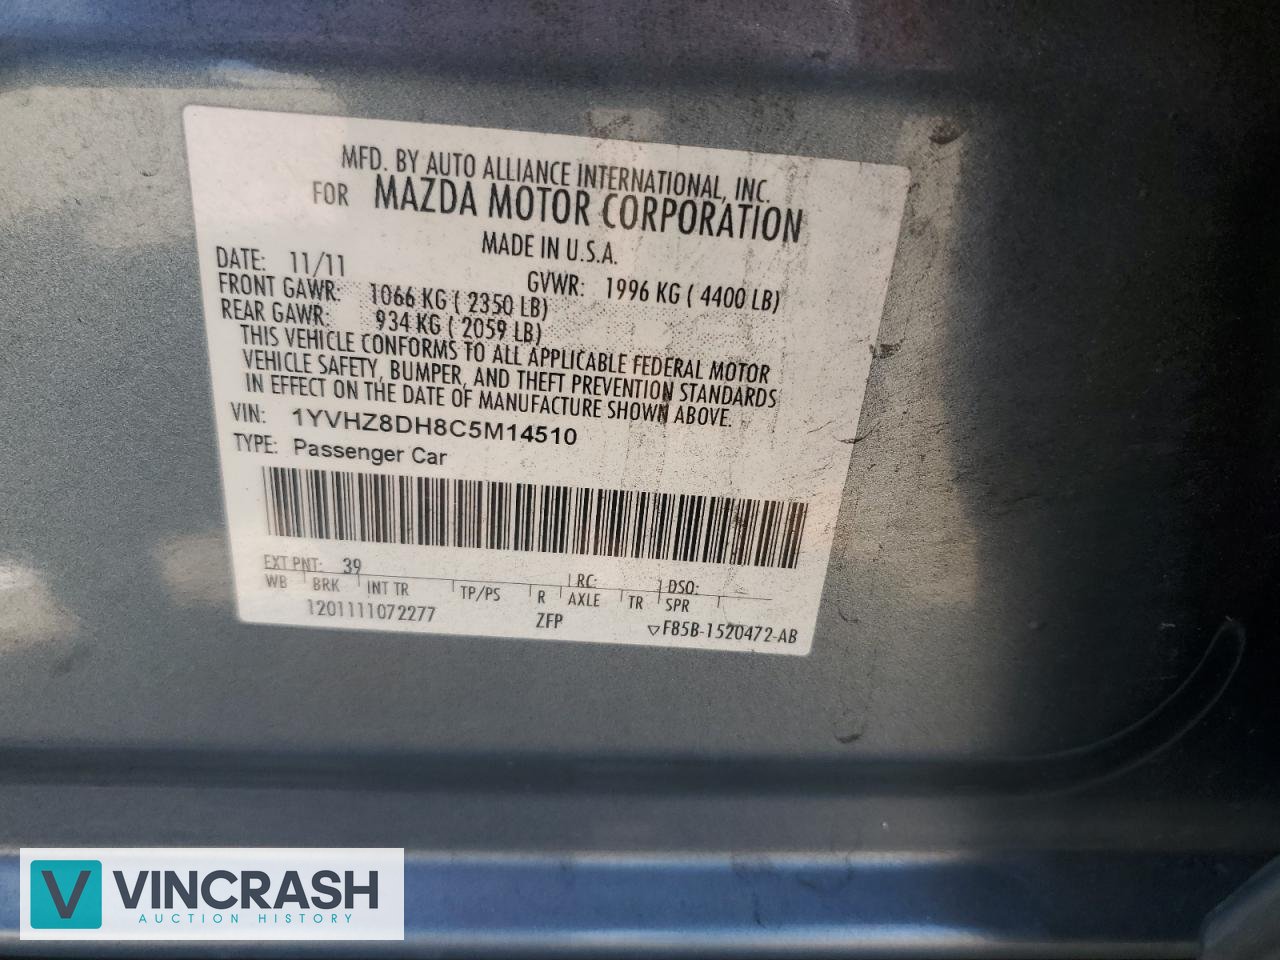 MFD. BY AUTO ALLIANCE INTERNATIONAL, INC.
FOR MAZDA MOTOR CORPORATION
MADE IN U.S.A.
DATE: 11/11 GVWR: 1996 KG ( 4400 LB)
FRONT GAWR: 1066 KG ( 2350 LB)
REAR GAWR: 934 KG ( 2059 LB)
THIS VEHICLE CONFORMS TO ALL APPLICABLE FEDERAL MOTOR
VEHICLE SAFETY, BUMPER, AND THEFT PREVENTION STANDARDS
IN EFFECT ON THE DATE OF MANUFACTURE SHOWN ABOVE.
VIN: 1YVHZ8DH8C5M14510
TYPE: Passenger Car
EXT PNT: 39 RC: DSO:
WB BRK INT TR TP/PS R AXLE TR SPR
1201111072277 ZFP ▽F85B-1520472-AB
V VINCRASH
AUCTION HISTORY